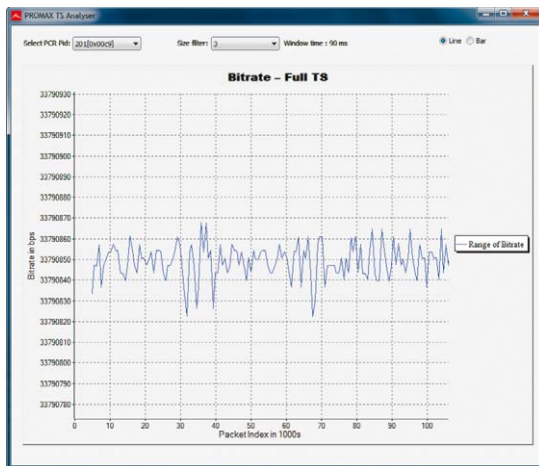 PROMAX TS Analyser
Select PCR Pid: 201[0x00c9] Size filter: 3 Window time : 90 ms Line Bar
Bitrate – Full TS
33790930
33790920
33790910
33790900
33790890
33790880
33790870
33790860
33790850
33790840
33790830
33790820
33790810
33790800
33790790
33790780
Bitrate in bps
0 10 20 30 40 50 60 70 80 90 100
Packet Index in 1000s
Range of Bitrate